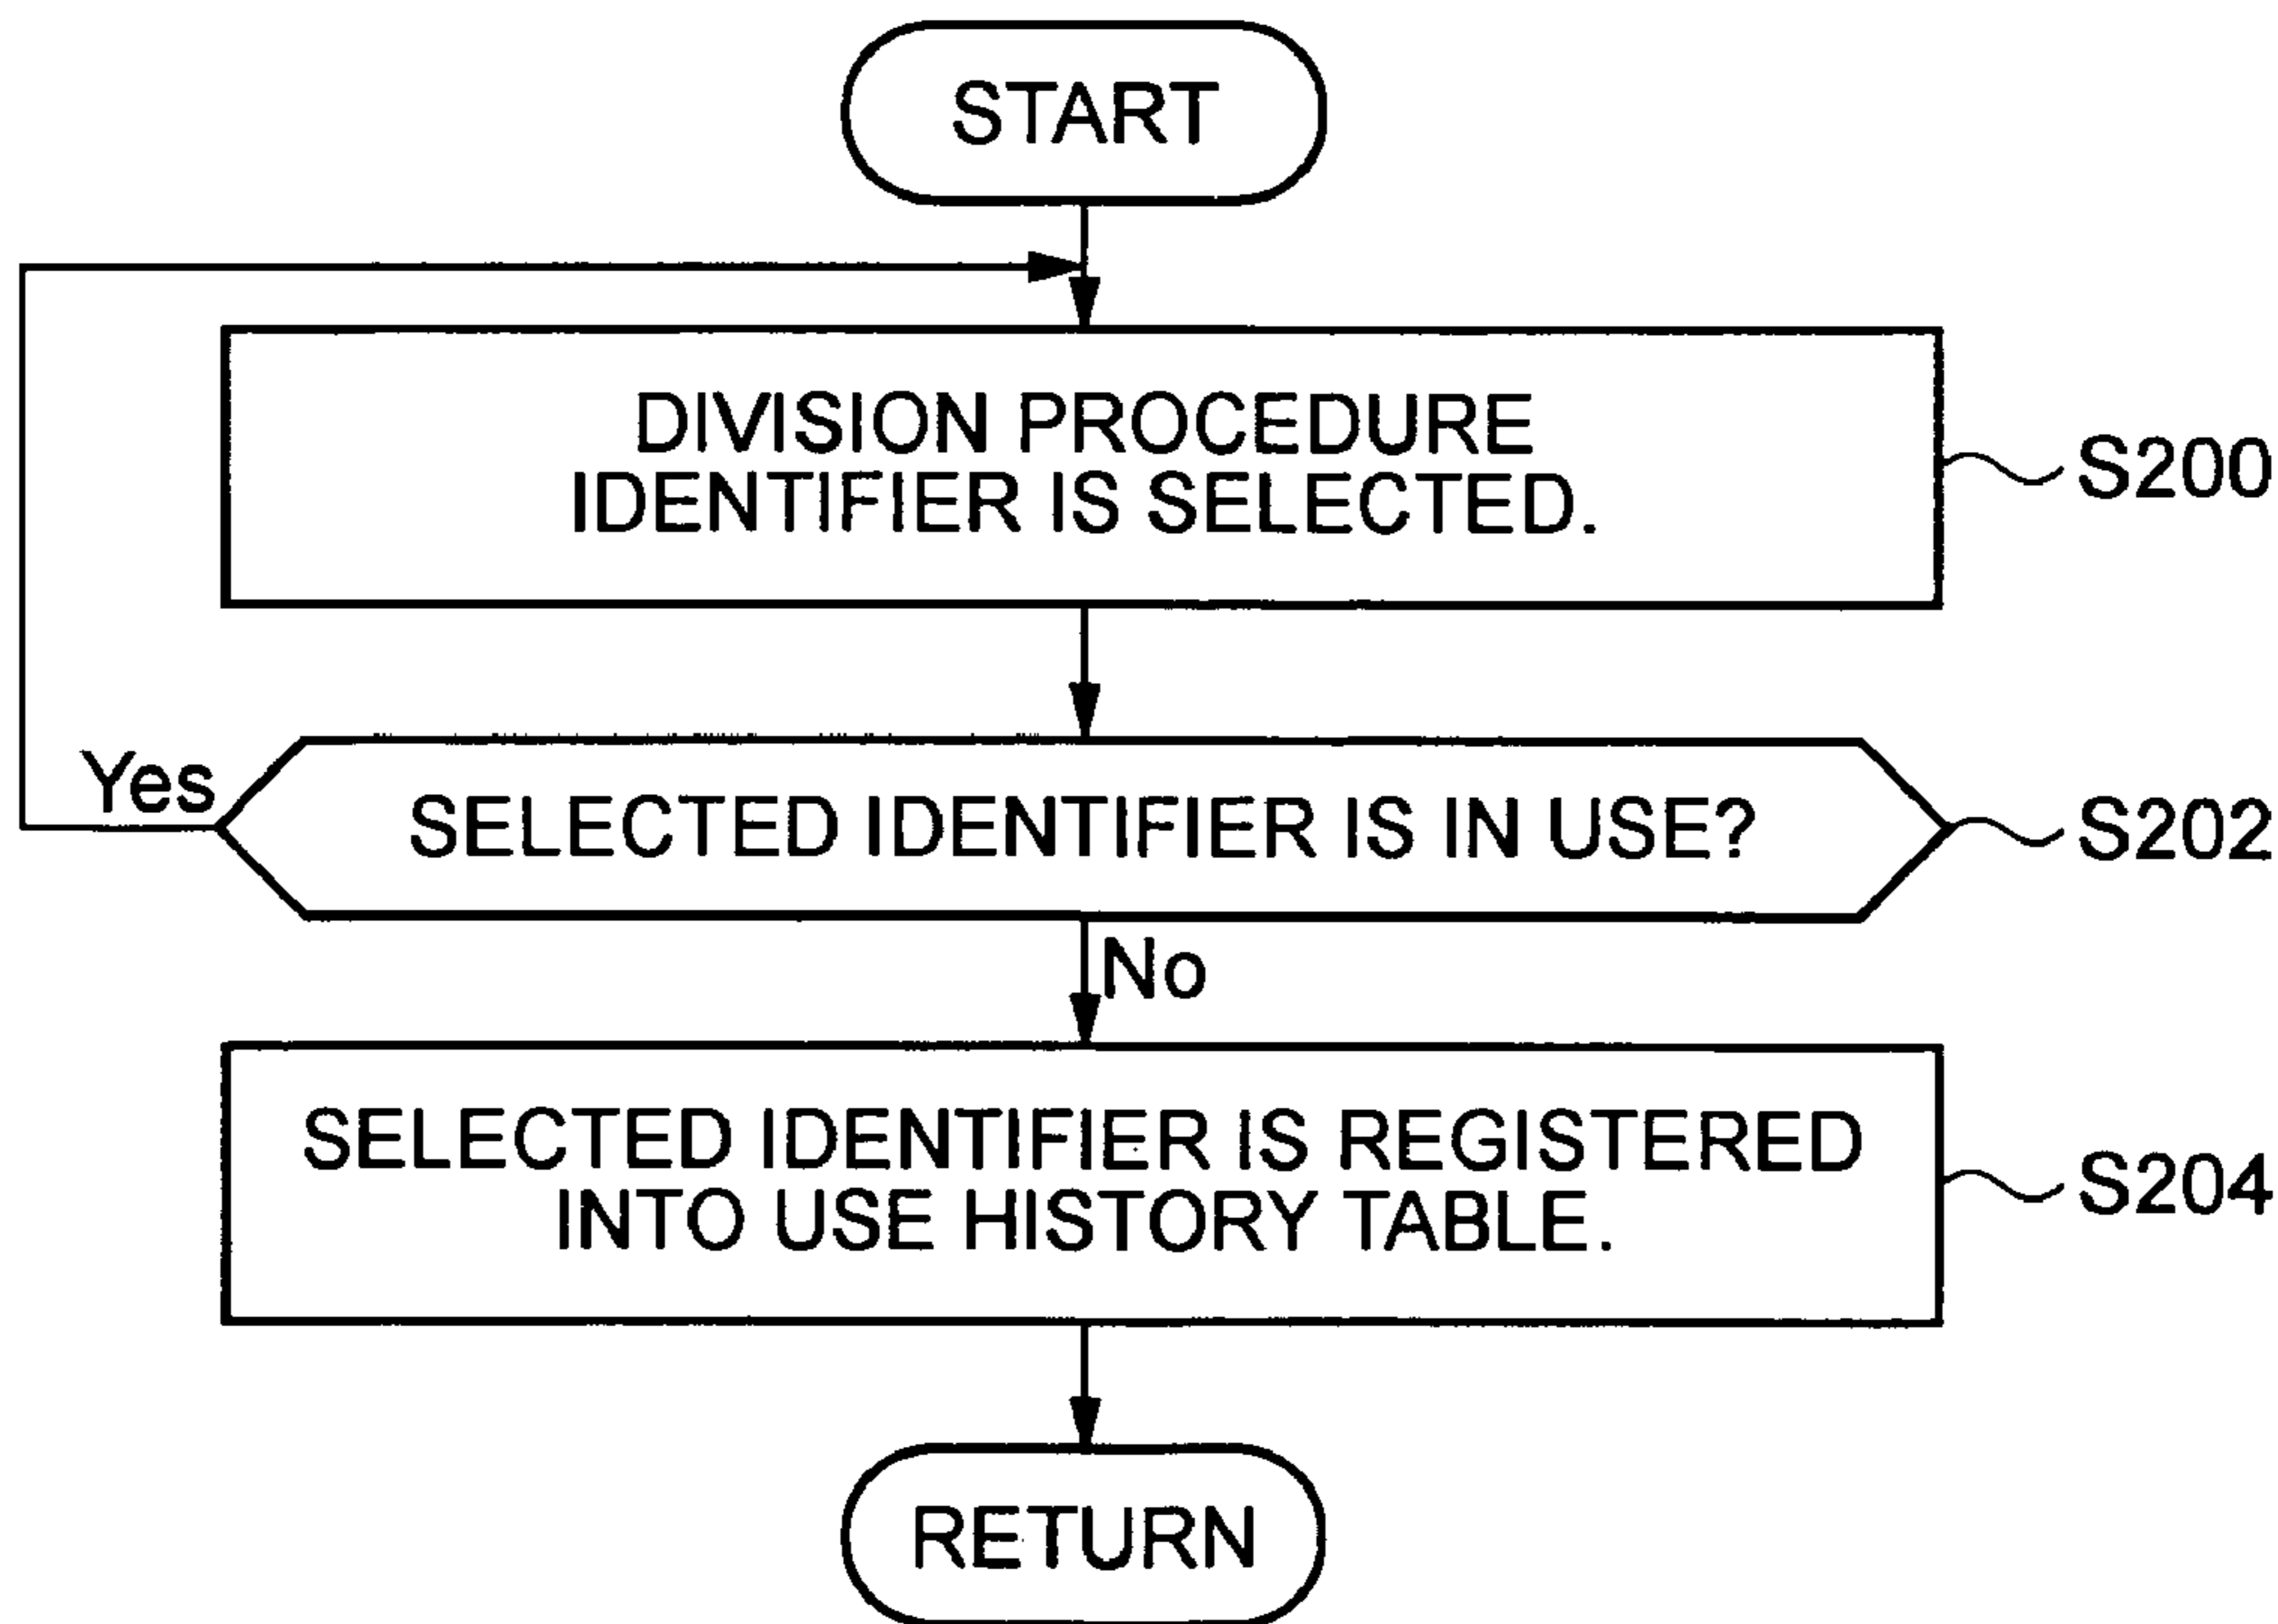 START
DIVISION PROCEDURE
IDENTIFIER IS SELECTED.
S200
Yes
SELECTED IDENTIFIER IS IN USE?
S202
No
SELECTED IDENTIFIER IS REGISTERED
INTO USE HISTORY TABLE.
S204
RETURN